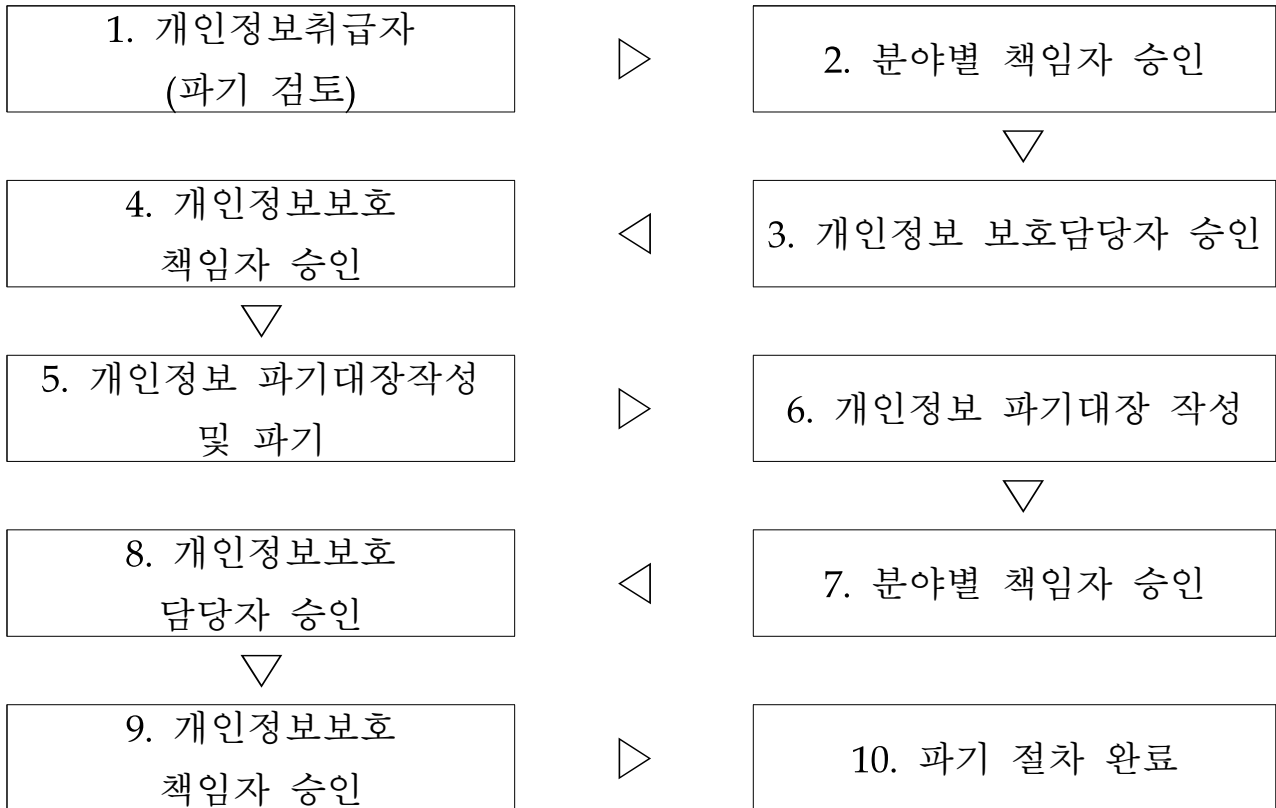 1. 개인정보취급자
(파기 검토)
2. 분야별 책임자 승인
3. 개인정보 보호담당자 승인
4. 개인정보보호
책임자 승인
5. 개인정보 파기대장작성
및 파기
6. 개인정보 파기대장 작성
7. 분야별 책임자 승인
8. 개인정보보호
담당자 승인
9. 개인정보보호
책임자 승인
10. 파기 절차 완료